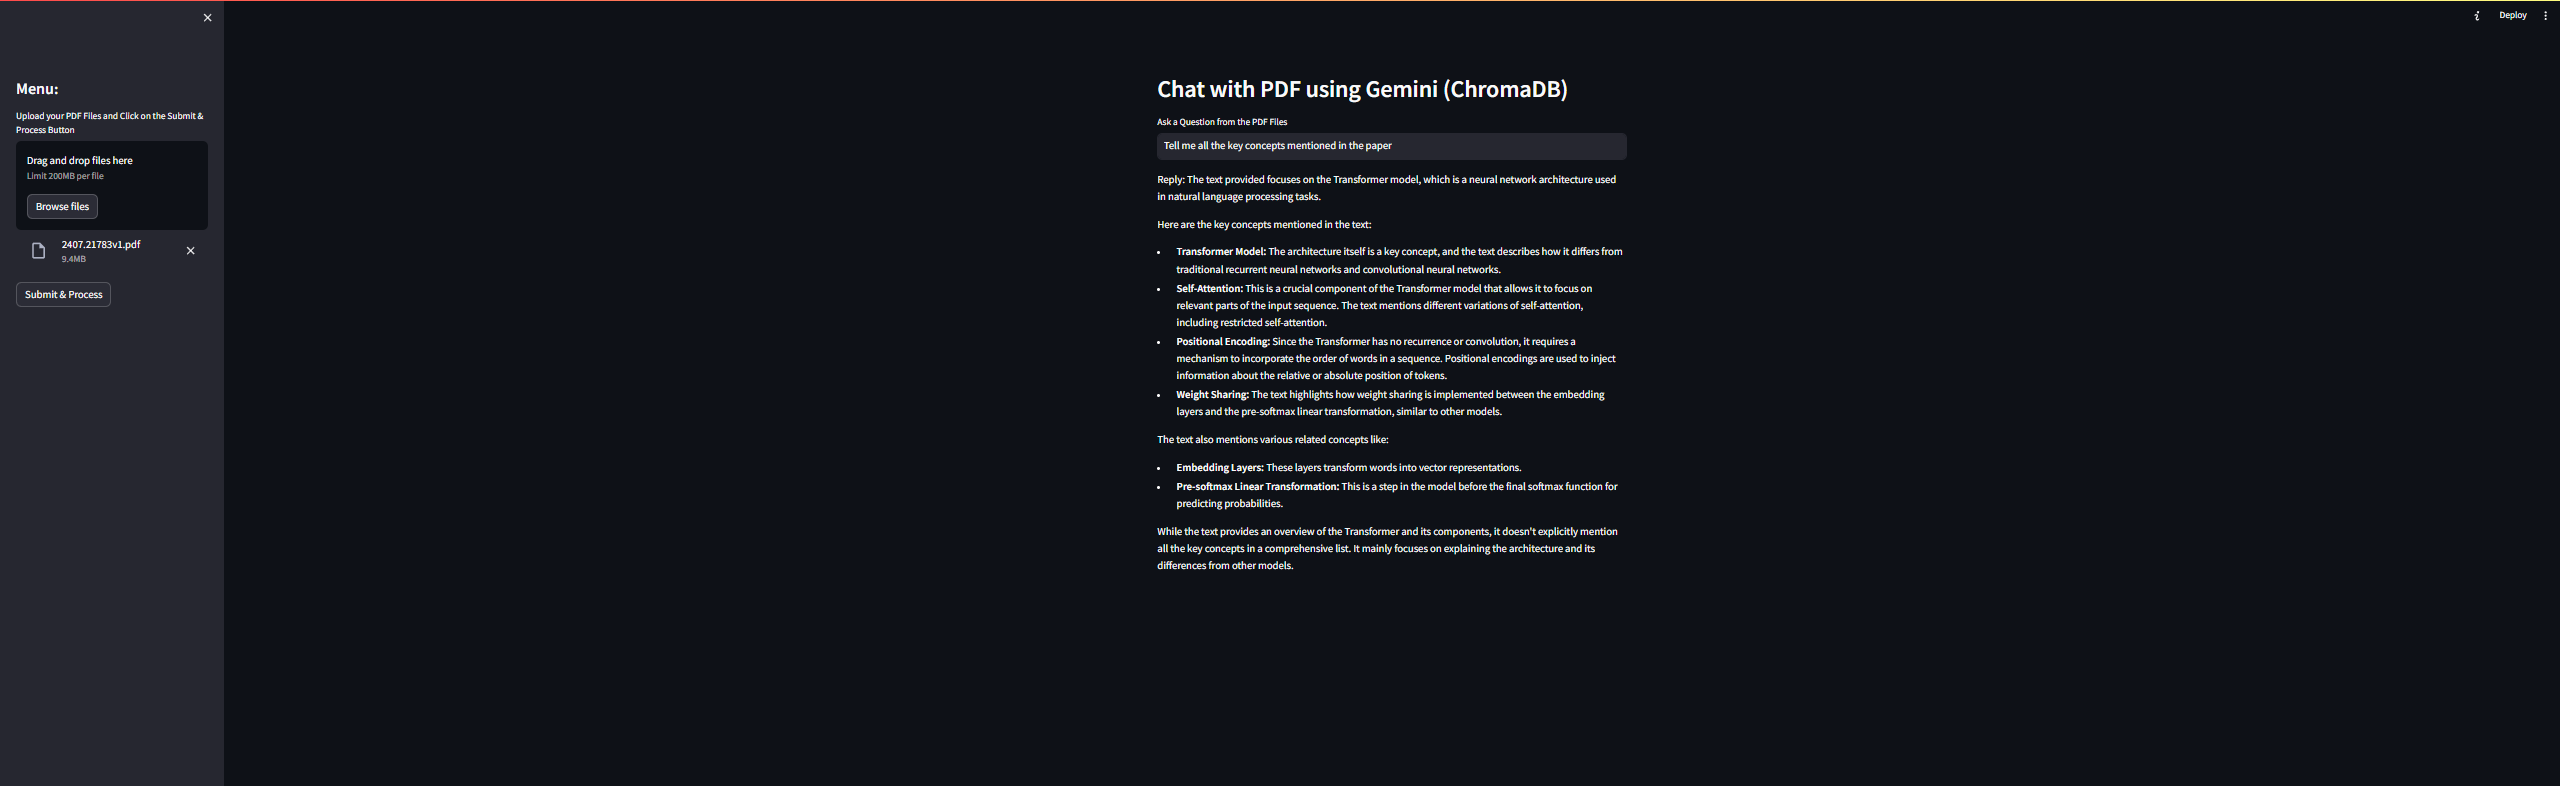 Deploy
Menu:
Upload your PDF Files and Click on the Submit &
Process Button
Drag and drop files here
Limit 200MB per file
Browse files
2407.21783v1.pdf
9.4MB
Submit & Process
Chat with PDF using Gemini (ChromaDB)
Ask a Question from the PDF Files
Tell me all the key concepts mentioned in the paper
Reply: The text provided focuses on the Transformer model, which is a neural network architecture used
in natural language processing tasks.
Here are the key concepts mentioned in the text:
• Transformer Model: The architecture itself is a key concept, and the text describes how it differs from
traditional recurrent neural networks and convolutional neural networks.
• Self-Attention: This is a crucial component of the Transformer model that allows it to focus on
relevant parts of the input sequence. The text mentions different variations of self-attention,
including restricted self-attention.
• Positional Encoding: Since the Transformer has no recurrence or convolution, it requires a
mechanism to incorporate the order of words in a sequence. Positional encodings are used to inject
information about the relative or absolute position of tokens.
• Weight Sharing: The text highlights how weight sharing is implemented between the embedding
layers and the pre-softmax linear transformation, similar to other models.
The text also mentions various related concepts like:
• Embedding Layers: These layers transform words into vector representations.
• Pre-softmax Linear Transformation: This is a step in the model before the final softmax function for
predicting probabilities.
While the text provides an overview of the Transformer and its components, it doesn't explicitly mention
all the key concepts in a comprehensive list. It mainly focuses on explaining the architecture and its
differences from other models.